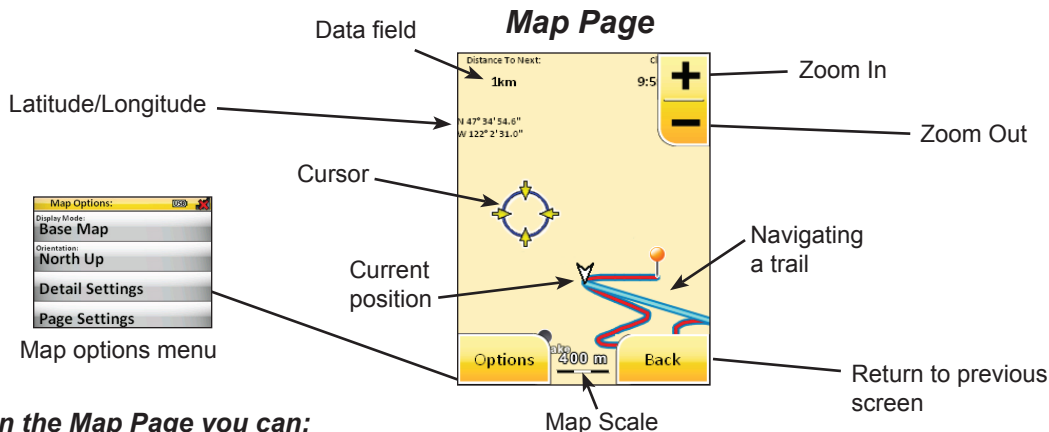 Map Page
Data field
Distance To Next:
1km
9:5
Zoom In
Latitude/Longitude
N 47° 34' 54.6"
W 122° 2' 31.0"
Zoom Out
Cursor
Map Options:
Display Mode:
Base Map
Orientation:
North Up
Detail Settings
Page Settings
Map options menu
Current
position
Navigating
a trail
Options
400 m
Back
Return to previous
screen
Map Scale
n the Map Page you can: